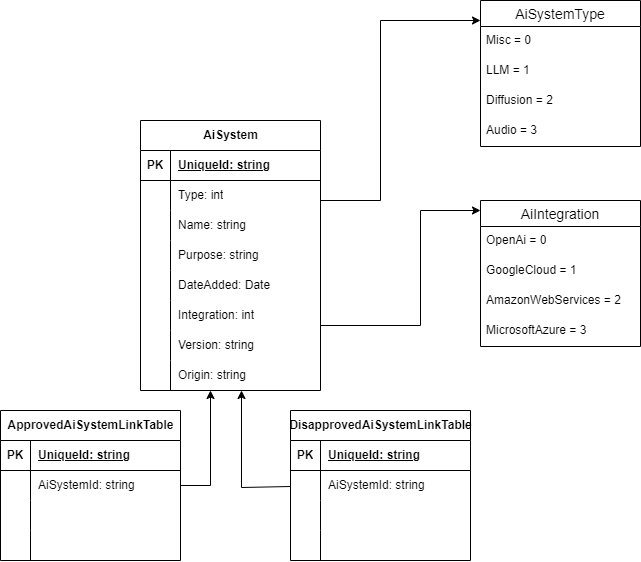 AiSystemType
Misc = 0
LLM = 1
Diffusion = 2
Audio = 3
AiSystem
PK UniqueId: string
Type: int
Name: string
Purpose: string
DateAdded: Date
Integration: int
Version: string
Origin: string
AiIntegration
OpenAi = 0
GoogleCloud = 1
AmazonWebServices = 2
MicrosoftAzure = 3
ApprovedAiSystemLinkTable
PK UniqueId: string
AiSystemId: string
DisapprovedAiSystemLinkTable
PK UniqueId: string
AiSystemId: string